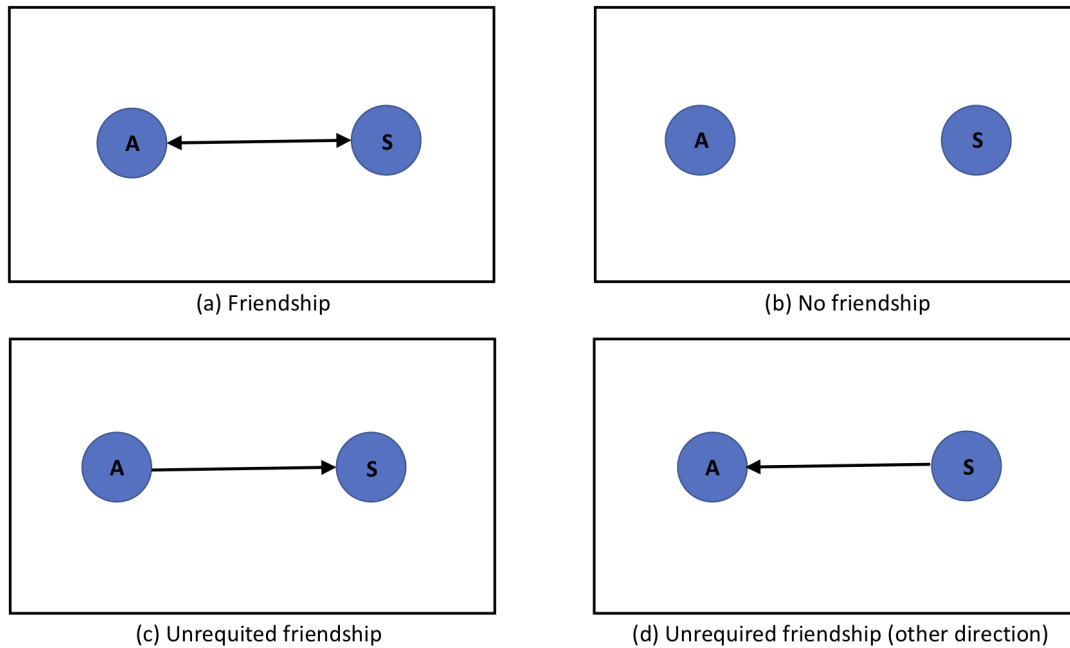 A
S
A
S
(a) Friendship
(b) No friendship
A
S
A
S
(c) Unrequited friendship
(d) Unrequired friendship (other direction)